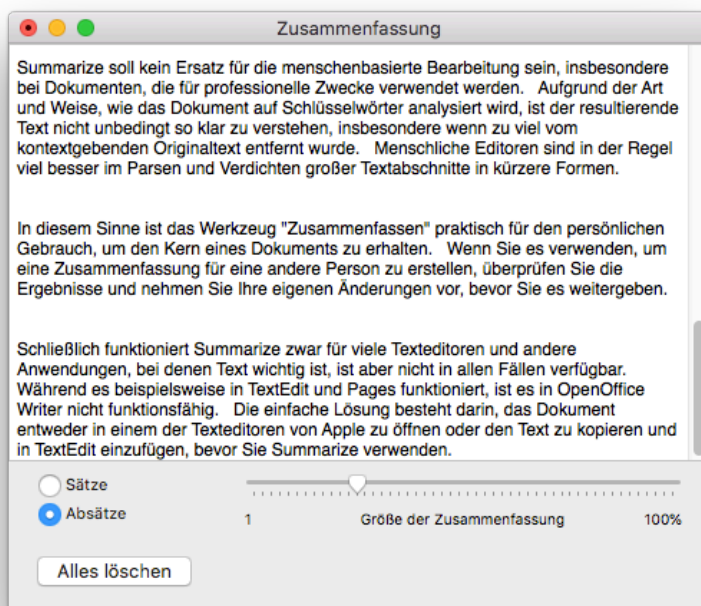 Zusammenfassung
Summarize soll kein Ersatz für die menschenbasierte Bearbeitung sein, insbesondere
bei Dokumenten, die für professionelle Zwecke verwendet werden.   Aufgrund der Art
und Weise, wie das Dokument auf Schlüsselwörter analysiert wird, ist der resultierende
Text nicht unbedingt so klar zu verstehen, insbesondere wenn zu viel vom
kontextgebenden Originaltext entfernt wurde.   Menschliche Editoren sind in der Regel
viel besser im Parsen und Verdichten großer Textabschnitte in kürzere Formen.
In diesem Sinne ist das Werkzeug "Zusammenfassen" praktisch für den persönlichen
Gebrauch, um den Kern eines Dokuments zu erhalten.   Wenn Sie es verwenden, um
eine Zusammenfassung für eine andere Person zu erstellen, überprüfen Sie die
Ergebnisse und nehmen Sie Ihre eigenen Änderungen vor, bevor Sie es weitergeben.
Schließlich funktioniert Summarize zwar für viele Texteditoren und andere
Anwendungen, bei denen Text wichtig ist, ist aber nicht in allen Fällen verfügbar.
Während es beispielsweise in TextEdit und Pages funktioniert, ist es in OpenOffice
Writer nicht funktionsfähig.   Die einfache Lösung besteht darin, das Dokument
entweder in einem der Texteditoren von Apple zu öffnen oder den Text zu kopieren und
in TextEdit einzufügen, bevor Sie Summarize verwenden.
Sätze
Absätze
1 Größe der Zusammenfassung 100%
Alles löschen